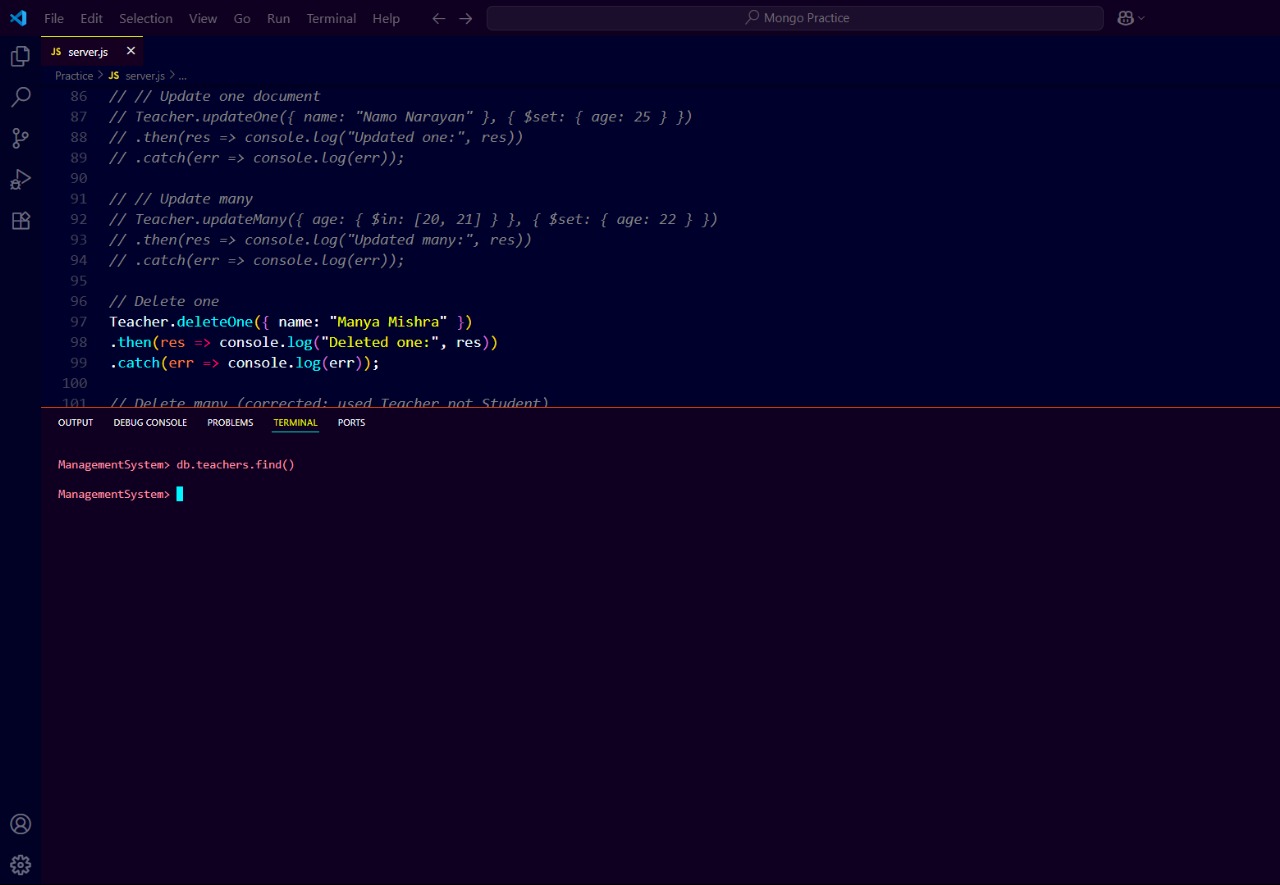 File Edit Selection View Go Run Terminal Help Mongo Practice
JS server.js
Practice > JS server.js > ...
86 // // Update one document
87 // Teacher.updateOne({ name: "Namo Narayan" }, { $set: { age: 25 } })
88 // .then(res => console.log("Updated one:", res))
89 // .catch(err => console.log(err));
90
91 // // Update many
92 // Teacher.updateMany({ age: { $in: [20, 21] } }, { $set: { age: 22 } })
93 // .then(res => console.log("Updated many:", res))
94 // .catch(err => console.log(err));
95
96 // Delete one
97 Teacher.deleteOne({ name: "Manya Mishra" })
98 .then(res => console.log("Deleted one:", res))
99 .catch(err => console.log(err));
100
101 // Delete many (corrected: used Teacher not Student)
OUTPUT DEBUG CONSOLE PROBLEMS TERMINAL PORTS
ManagementSystem> db.teachers.find()
ManagementSystem>